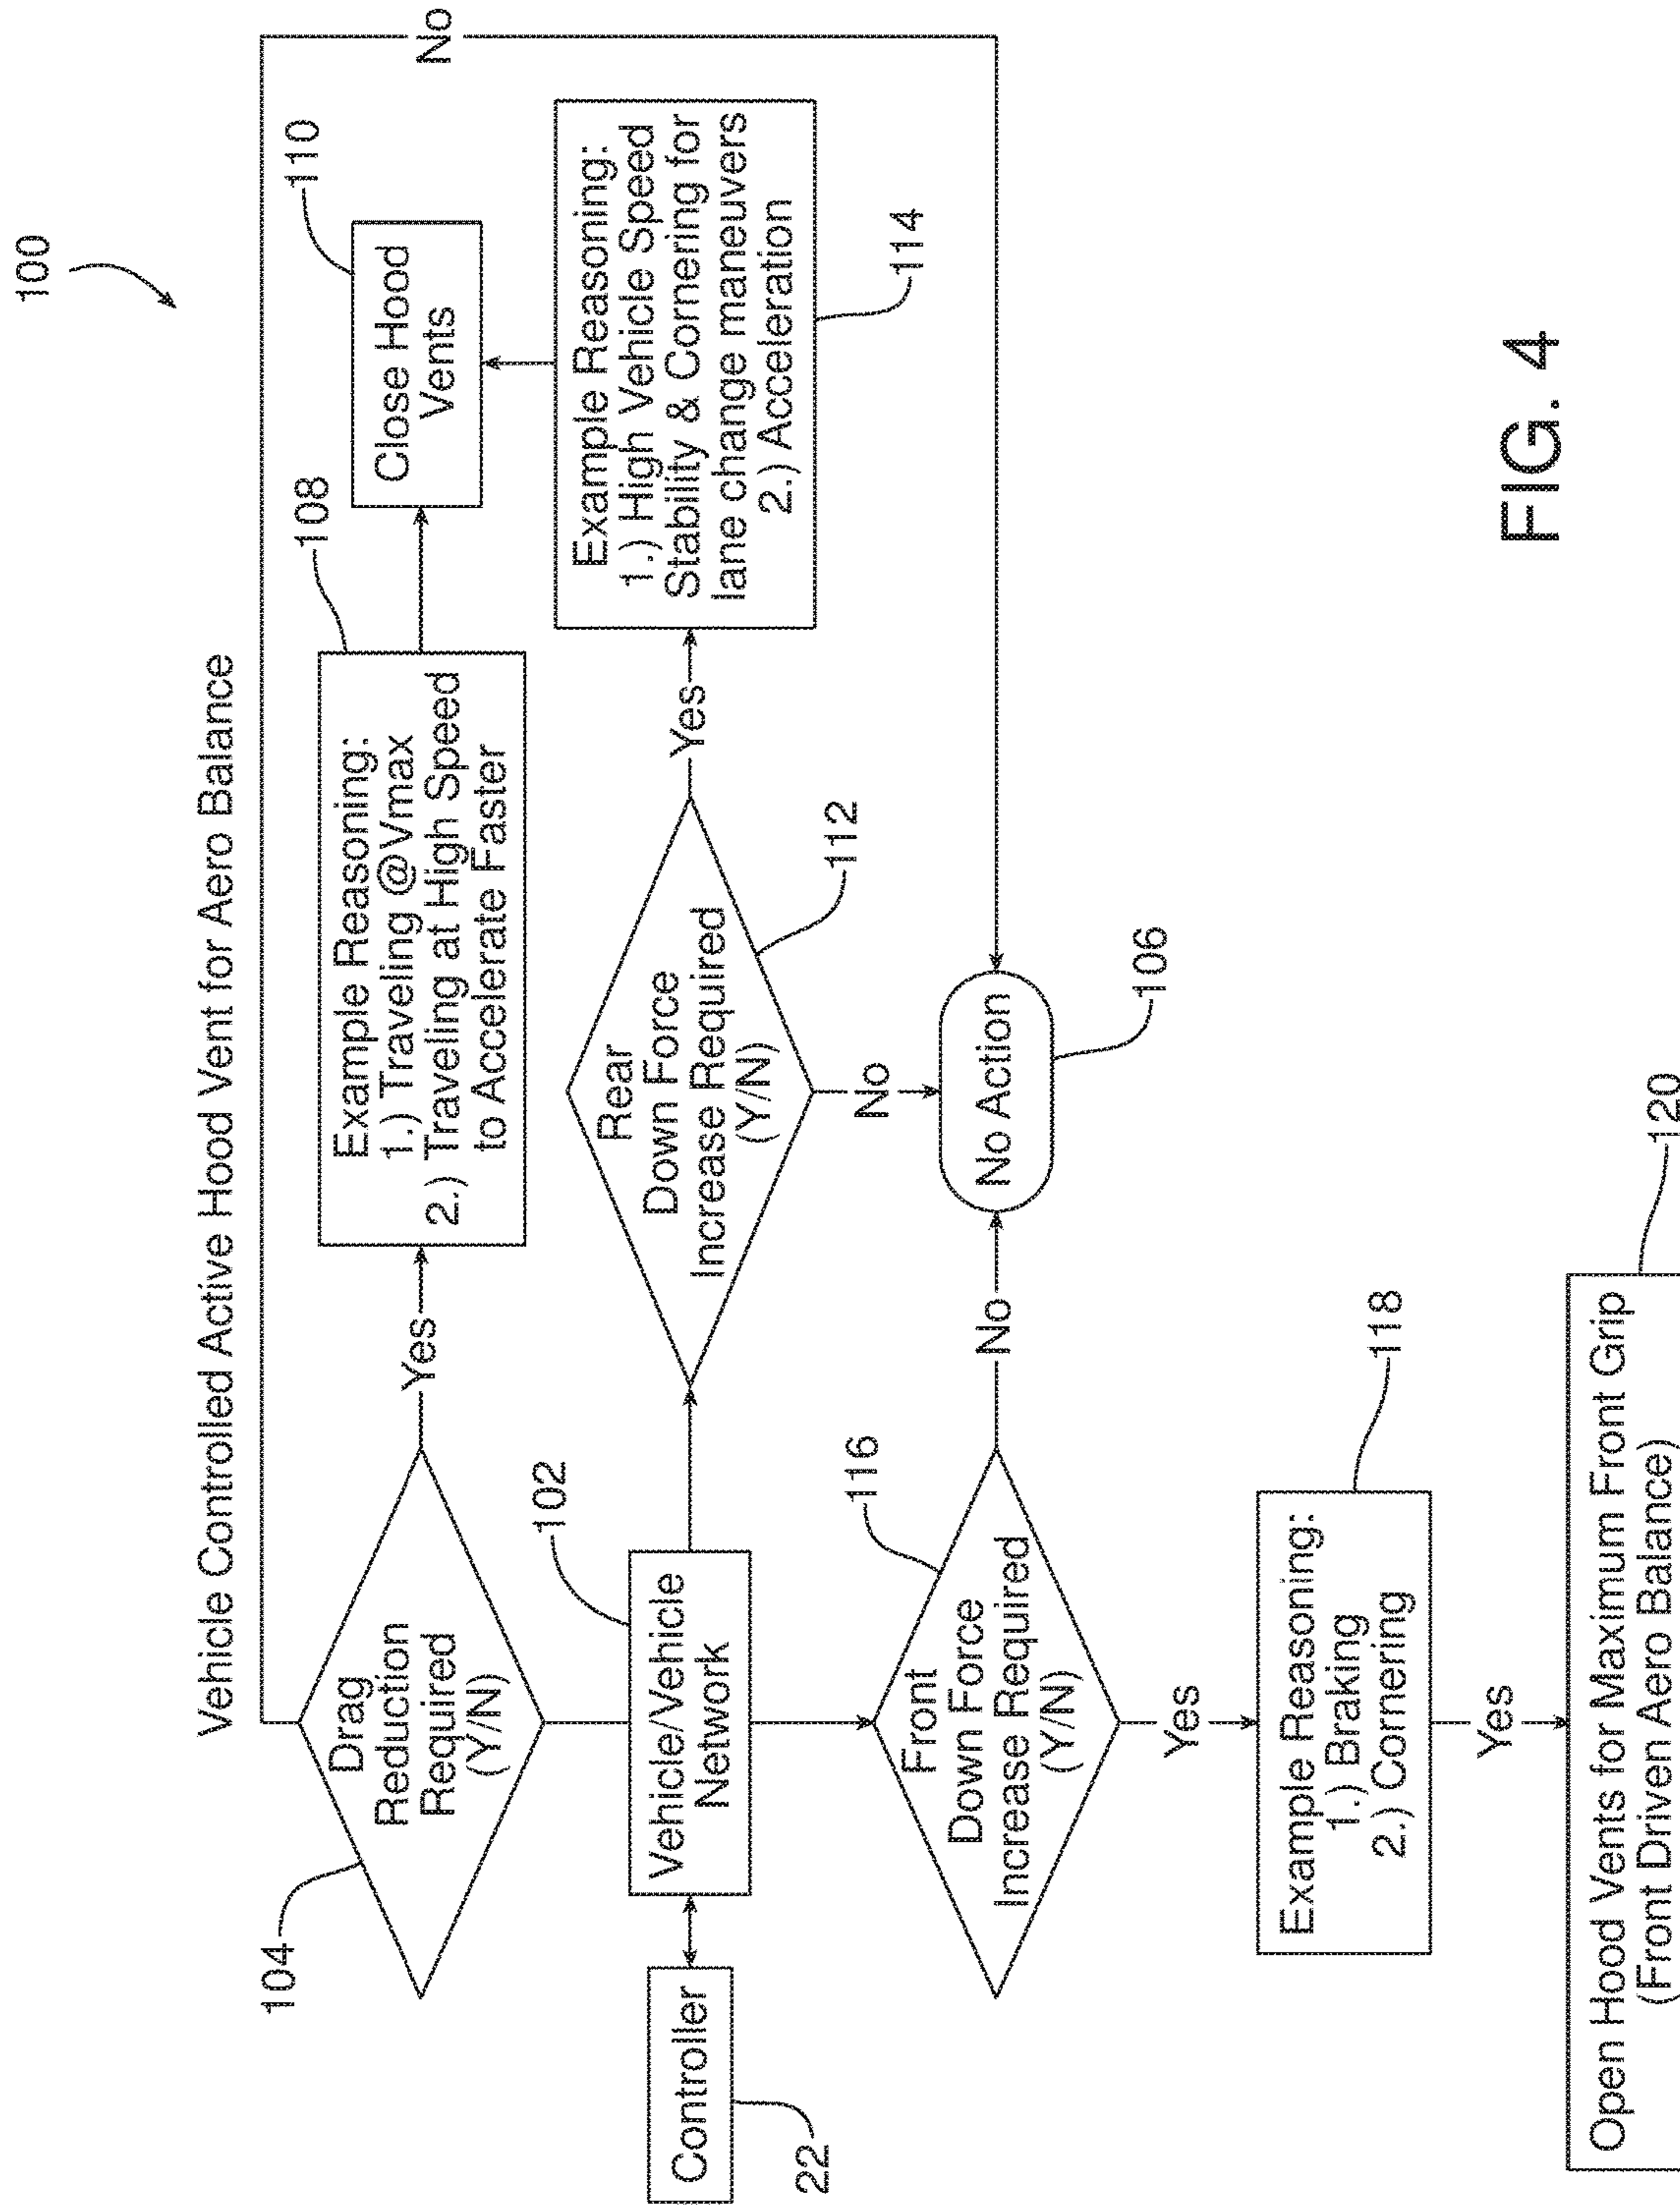 100
Vehicle Controlled Active Hood Vent for Aero Balance
No
104
Drag
Reduction
Required
(Y/N)
Yes
Example Reasoning:
1.) Traveling @Vmax
2.) Traveling at High Speed
to Accelerate Faster
108
Close Hood
Vents
110
Controller
22
Vehicle/Vehicle
Network
102
Rear
Down Force
Increase Required
(Y/N)
112
Yes
Example Reasoning:
1.) High Vehicle Speed
Stability & Cornering for
lane change maneuvers
2.) Acceleration
114
No
Front
Down Force
Increase Required
(Y/N)
116
No
No Action
106
Yes
Example Reasoning:
1.) Braking
2.) Cornering
118
Yes
Open Hood Vents for Maximum Front Grip
(Front Driven Aero Balance)
120
FIG. 4